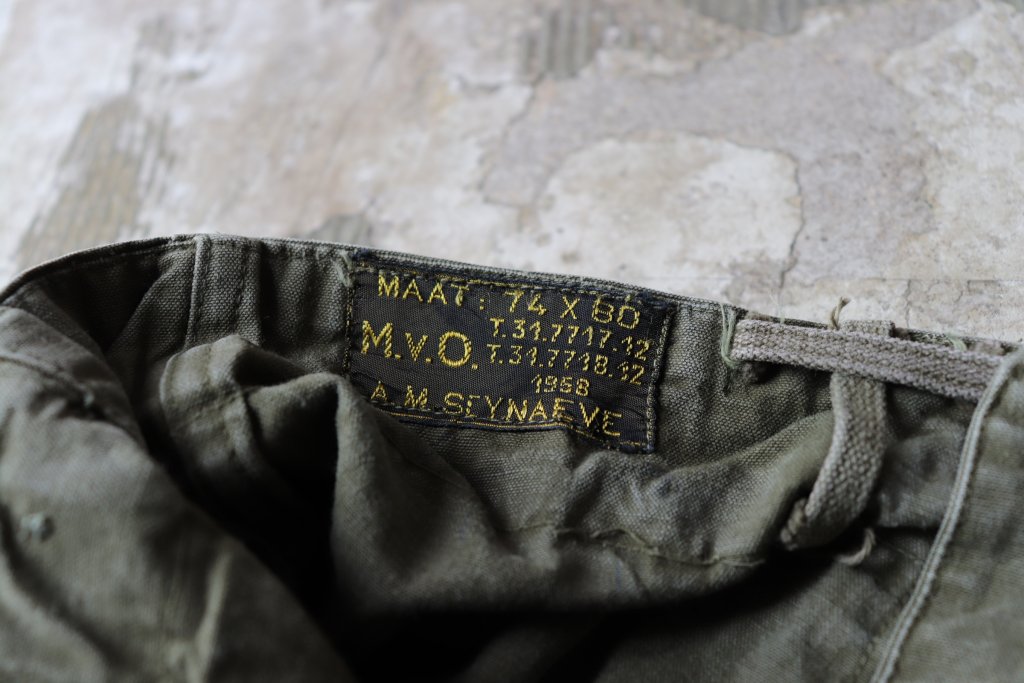 MAAT: 74 X 80
M.v.O. T.31.7717.12
T.31.7718.12
1958
A.M. SEYNAEVE